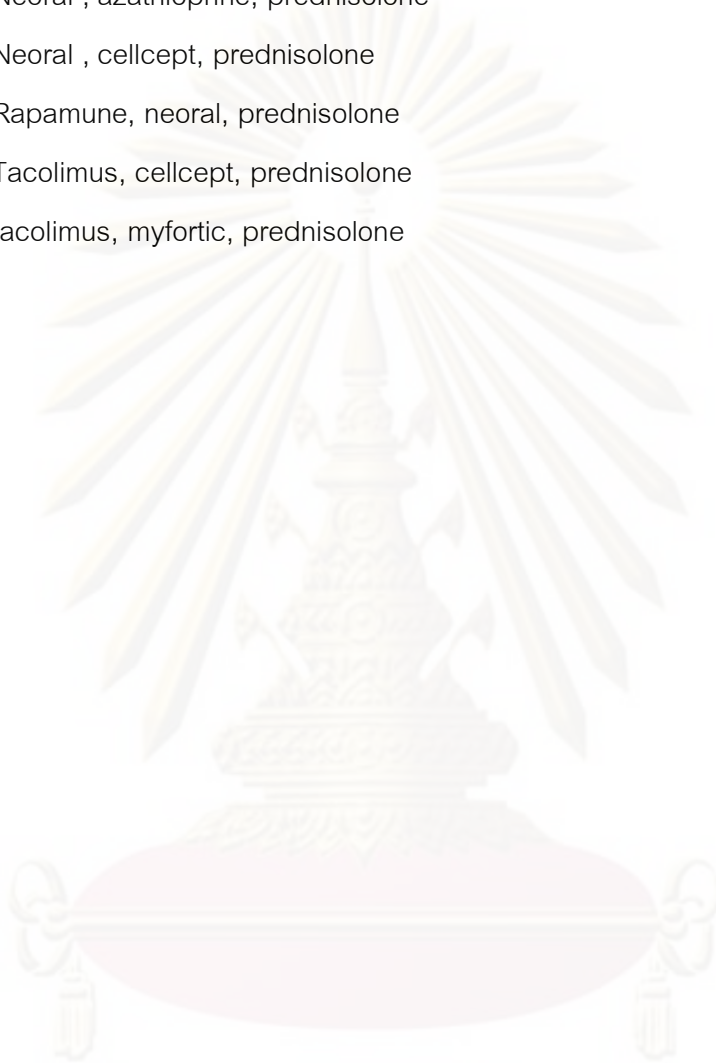 Neoral , azathioprine, prednisolone
Neoral , cellcept, prednisolone
Rapamune, neoral, prednisolone
Tacolimus, cellcept, prednisolone
acolimus, myfortic, prednisolone